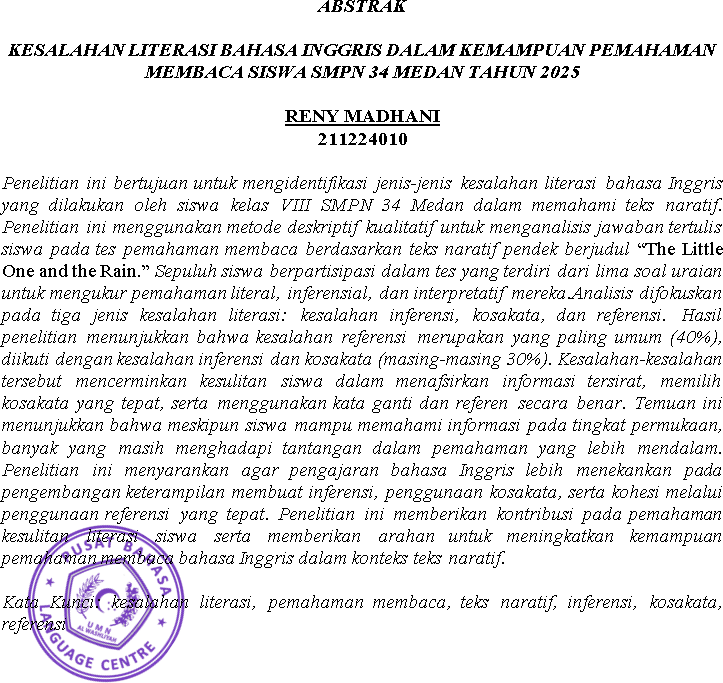 ABSTRAK
KESALAHAN LITERASI BAHASA INGGRIS DALAM KEMAMPUAN PEMAHAMAN
MEMBACA SISWA SMPN 34 MEDAN TAHUN 2025
RENY MADHANI
211224010
Penelitian ini bertujuan untuk mengidentifikasi jenis-jenis kesalahan literasi bahasa Inggris
yang dilakukan oleh siswa kelas VIII SMPN 34 Medan dalam memahami teks naratif.
Penelitian ini menggunakan metode deskriptif kualitatif untuk menganalisis jawaban tertulis
siswa pada tes pemahaman membaca berdasarkan teks naratif pendek berjudul “The Little
One and the Rain.” Sepuluh siswa berpartisipasi dalam tes yang terdiri dari lima soal uraian
untuk mengukur pemahaman literal, inferensial, dan interpretatif mereka.Analisis difokuskan
pada tiga jenis kesalahan literasi: kesalahan inferensi, kosakata, dan referensi. Hasil
penelitian menunjukkan bahwa kesalahan referensi merupakan yang paling umum (40%),
diikuti dengan kesalahan inferensi dan kosakata (masing-masing 30%). Kesalahan-kesalahan
tersebut mencerminkan kesulitan siswa dalam menafsirkan informasi tersirat, memilih
kosakata yang tepat, serta menggunakan kata ganti dan referen secara benar. Temuan ini
menunjukkan bahwa meskipun siswa mampu memahami informasi pada tingkat permukaan,
banyak yang masih menghadapi tantangan dalam pemahaman yang lebih mendalam.
Penelitian ini menyarankan agar pengajaran bahasa Inggris lebih menekankan pada
pengembangan keterampilan membuat inferensi, penggunaan kosakata, serta kohesi melalui
penggunaan referensi yang tepat. Penelitian ini memberikan kontribusi pada pemahaman
kesulitan literasi siswa serta memberikan arahan untuk meningkatkan kemampuan
pemahaman membaca bahasa Inggris dalam konteks teks naratif.
Kata Kunci: kesalahan literasi, pemahaman membaca, teks naratif, inferensi, kosakata,
referensi
PUSAT BAHASA
UMN
AL WASHLIYAH
LANGUAGE CENTRE